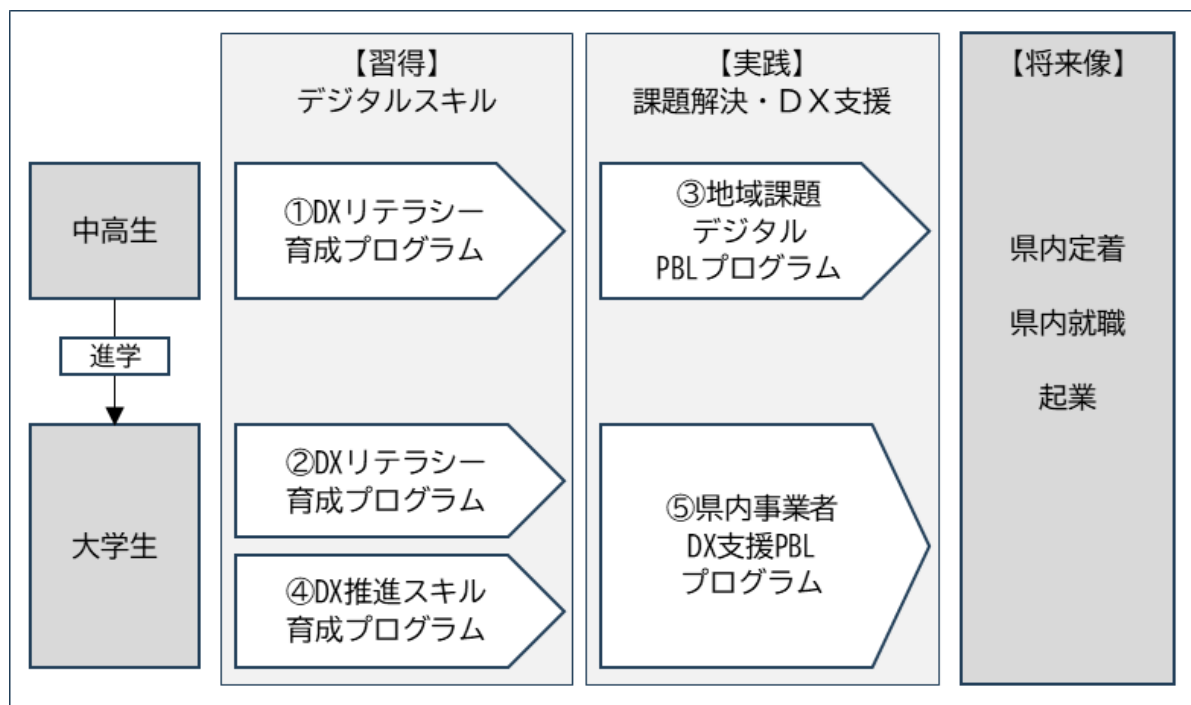 【習得】
デジタルスキル
【実践】
課題解決・ＤＸ支援
【将来像】
中高生
①DXリテラシー
育成プログラム
③地域課題
デジタル
PBLプログラム
県内定着
県内就職
起業
進学
大学生
②DXリテラシー
育成プログラム
④DX推進スキル
育成プログラム
⑤県内事業者
DX支援PBL
プログラム